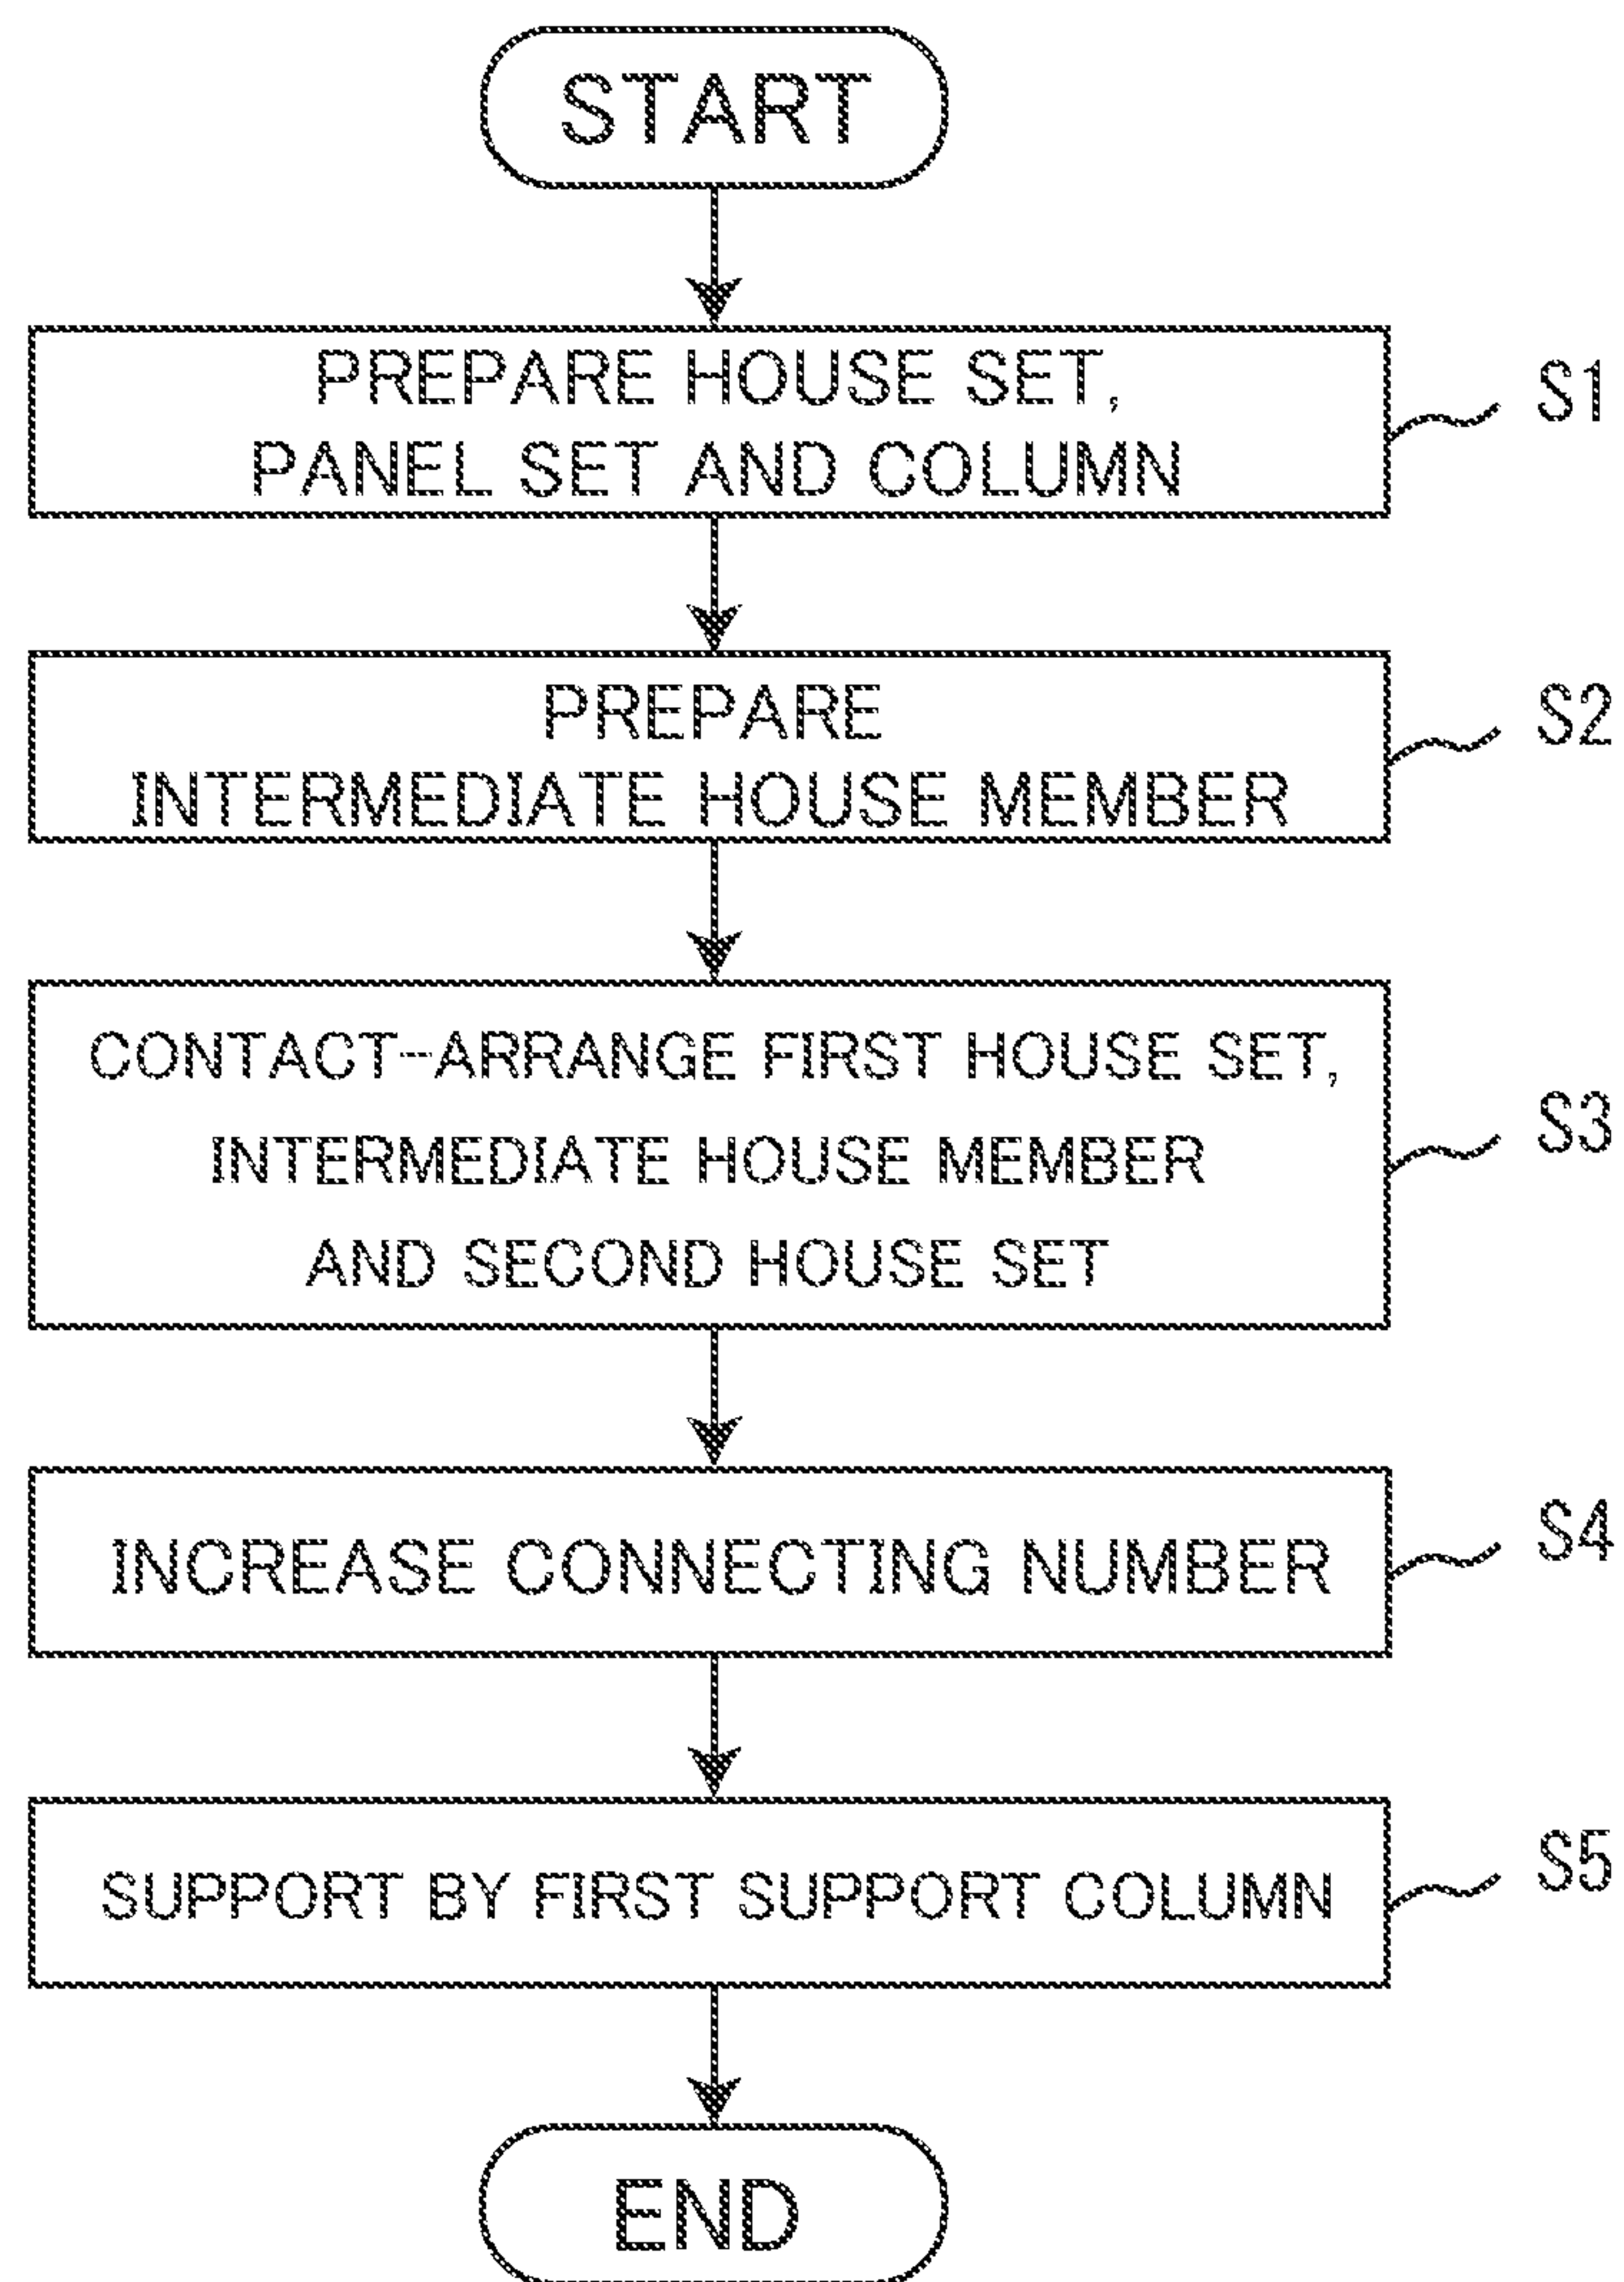 START
PREPARE HOUSE SET,
PANEL SET AND COLUMN
S1
PREPARE
INTERMEDIATE HOUSE MEMBER
S2
CONTACT-ARRANGE FIRST HOUSE SET,
INTERMEDIATE HOUSE MEMBER
AND SECOND HOUSE SET
S3
INCREASE CONNECTING NUMBER
S4
SUPPORT BY FIRST SUPPORT COLUMN
S5
END